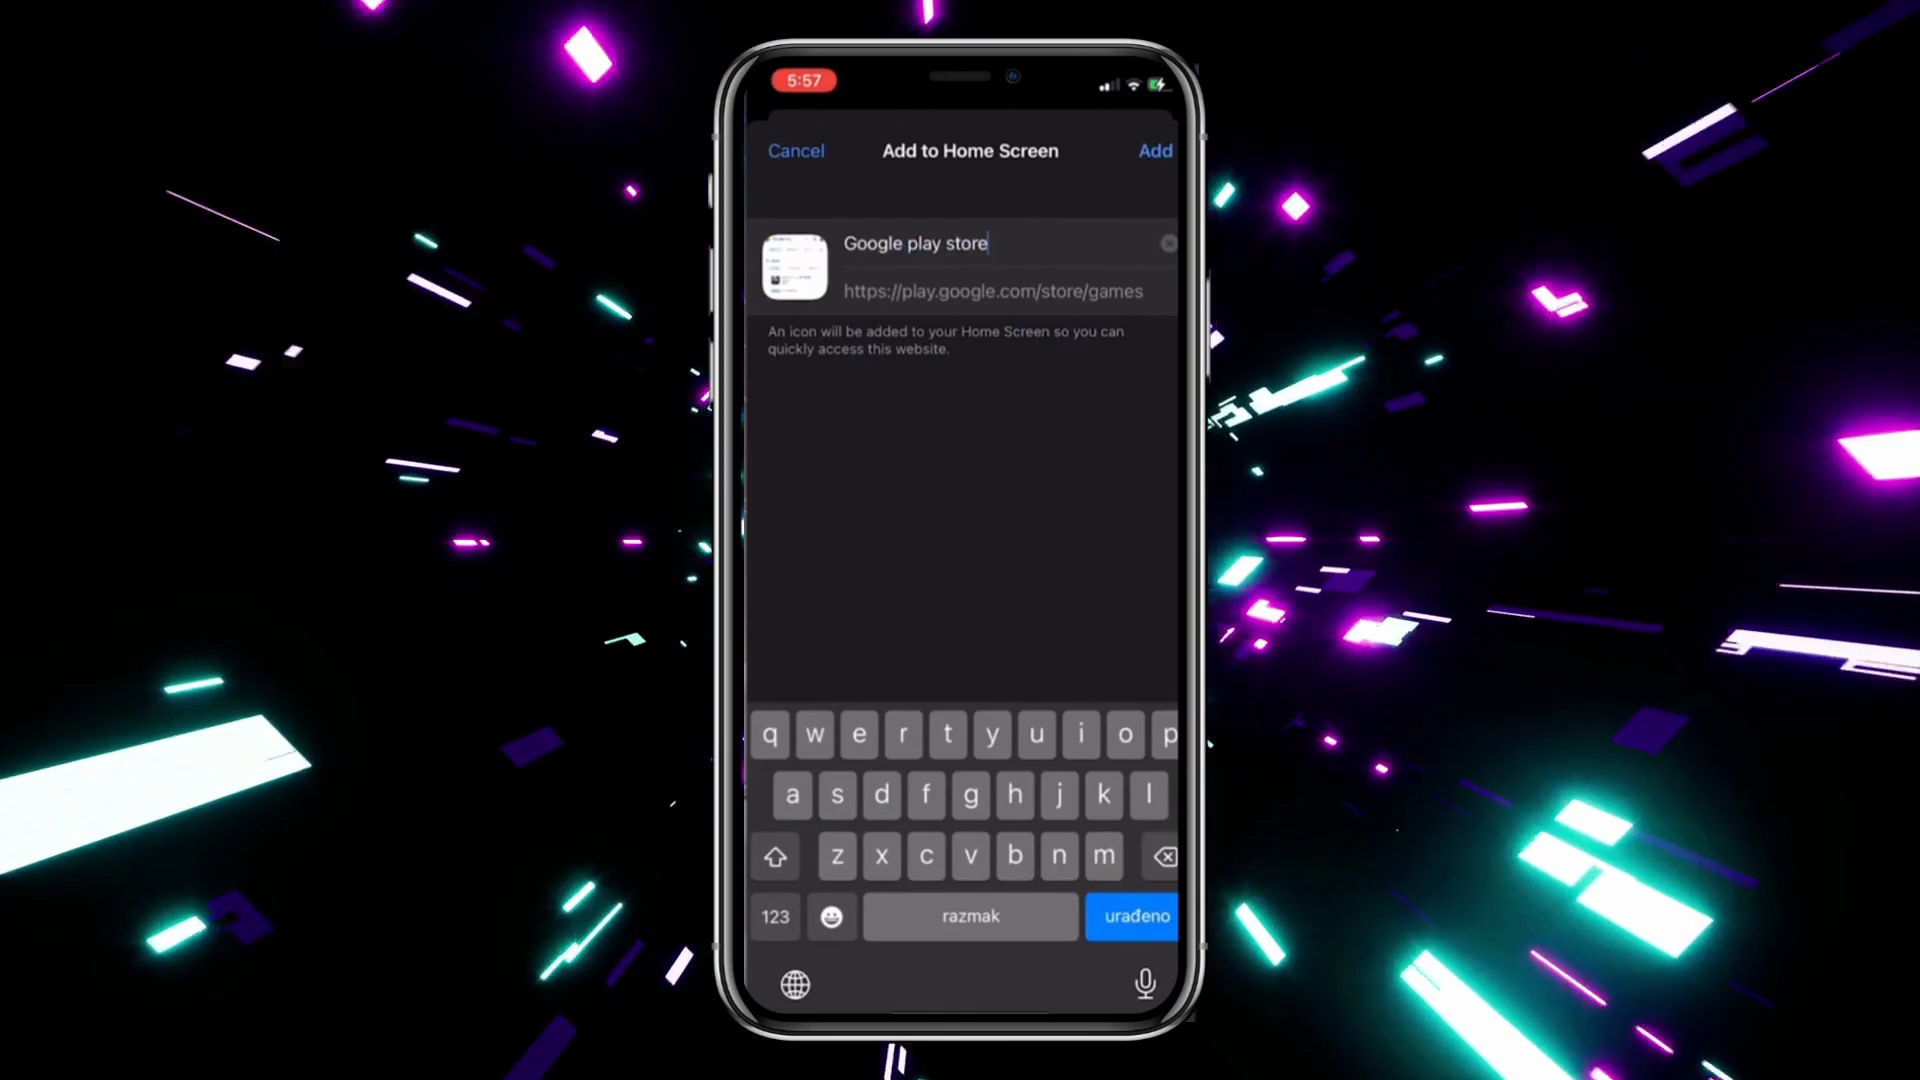 5:57
Cancel
Add to Home Screen
Add
Google play store
https://play.google.com/store/games
An icon will be added to your Home Screen so you can
quickly access this website.
q w e r t y u i o p
a s d f g h j k l
z x c v b n m
123
razmak
urađeno